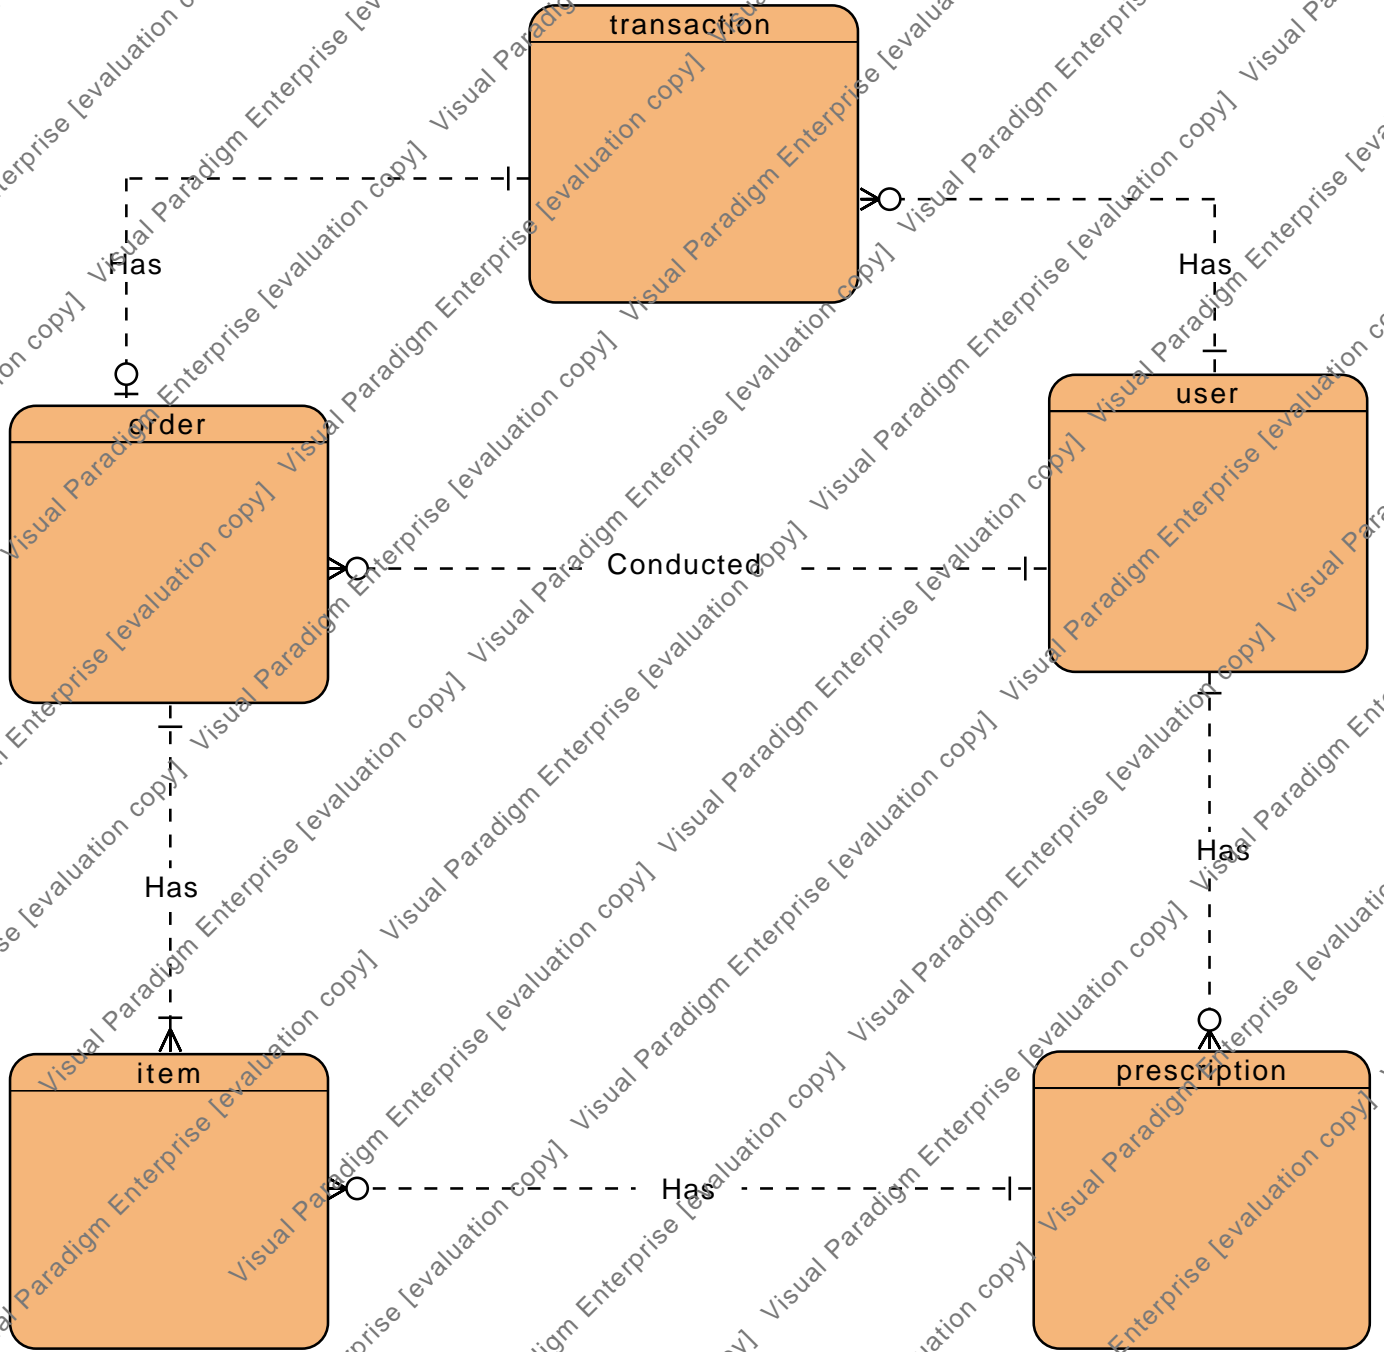 transaction
Has
Has
order
user
Conducted
Has
Has
item
prescription
Has
Visual Paradigm Enterprise [evaluation copy]